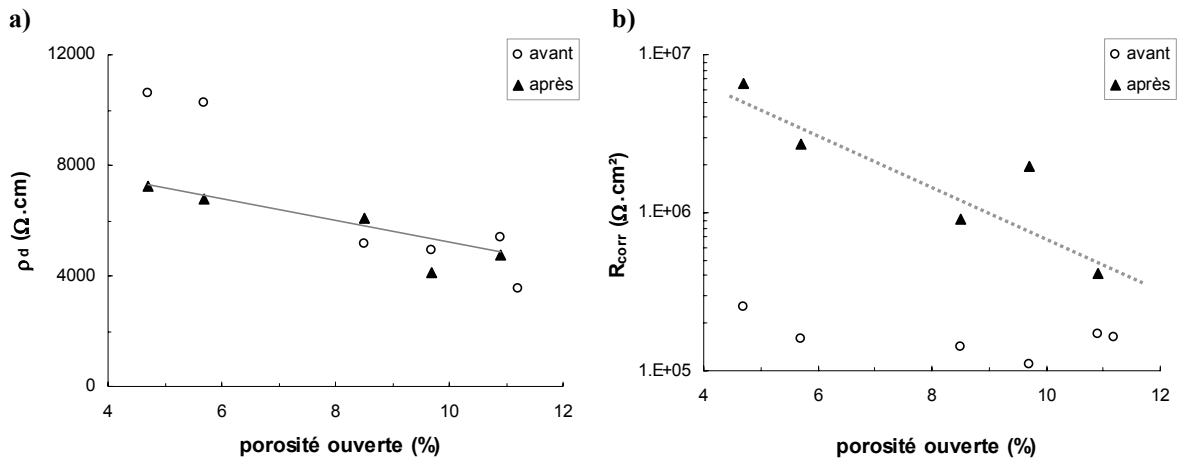 a)
avant
après
12000
8000
4000
0
4
6
8
10
12
ρd (Ω.cm)
porosité ouverte (%)
b)
avant
après
1.E+07
1.E+06
1.E+05
4
6
8
10
12
Rcorr (Ω.cm²)
porosité ouverte (%)